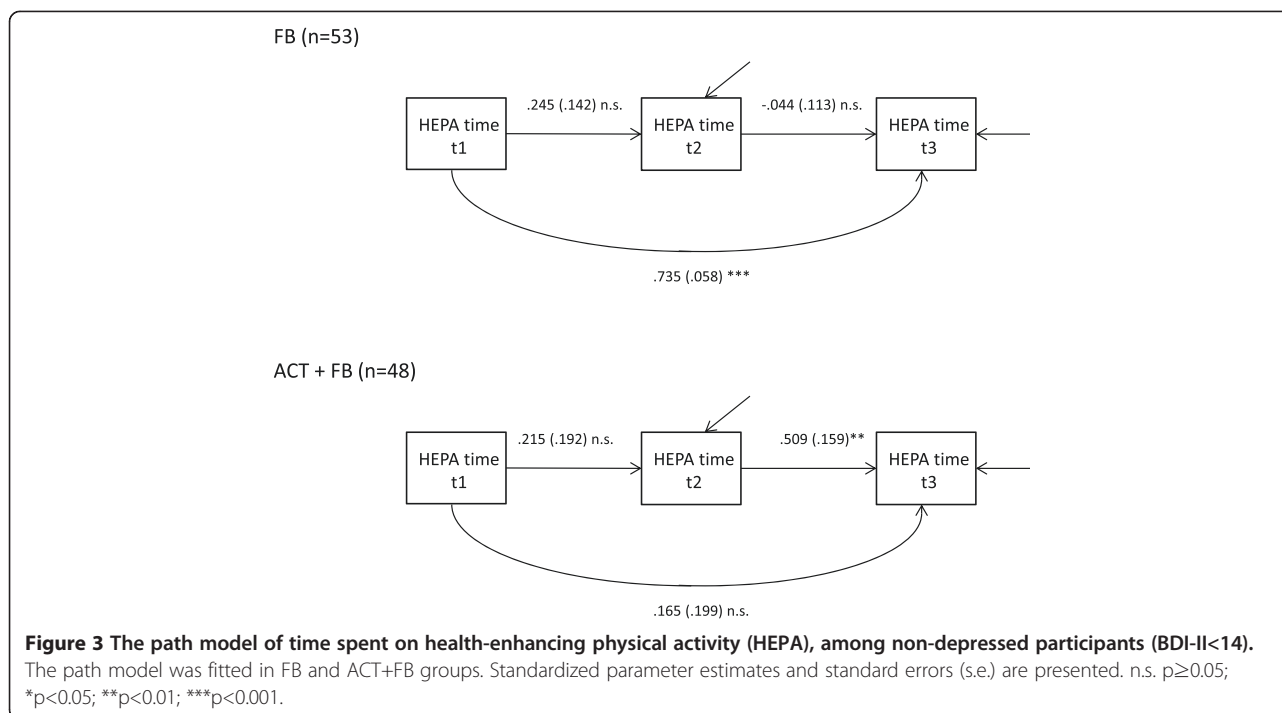 FB (n=53)
.245 (.142) n.s.
-.044 (.113) n.s.
HEPA time
t1
HEPA time
t2
HEPA time
t3
.735 (.058) ***
ACT + FB (n=48)
.215 (.192) n.s.
.509 (.159)**
HEPA time
t1
HEPA time
t2
HEPA time
t3
.165 (.199) n.s.
Figure 3 The path model of time spent on health-enhancing physical activity (HEPA), among non-depressed participants (BDI-II<14).
The path model was fitted in FB and ACT+FB groups. Standardized parameter estimates and standard errors (s.e.) are presented. n.s. p≥0.05;
*p<0.05; **p<0.01; ***p<0.001.